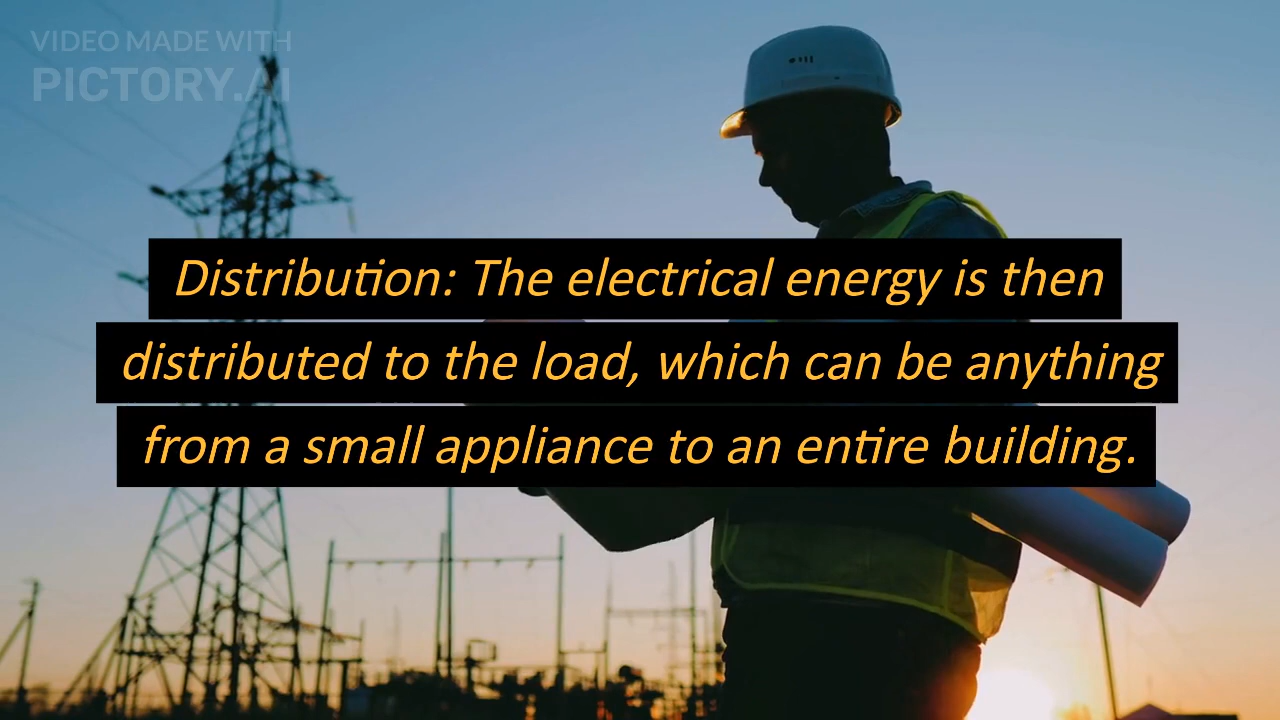 VIDEO MADE WITH
PICTORY.AI
Distribution: The electrical energy is then
distributed to the load, which can be anything
from a small appliance to an entire building.